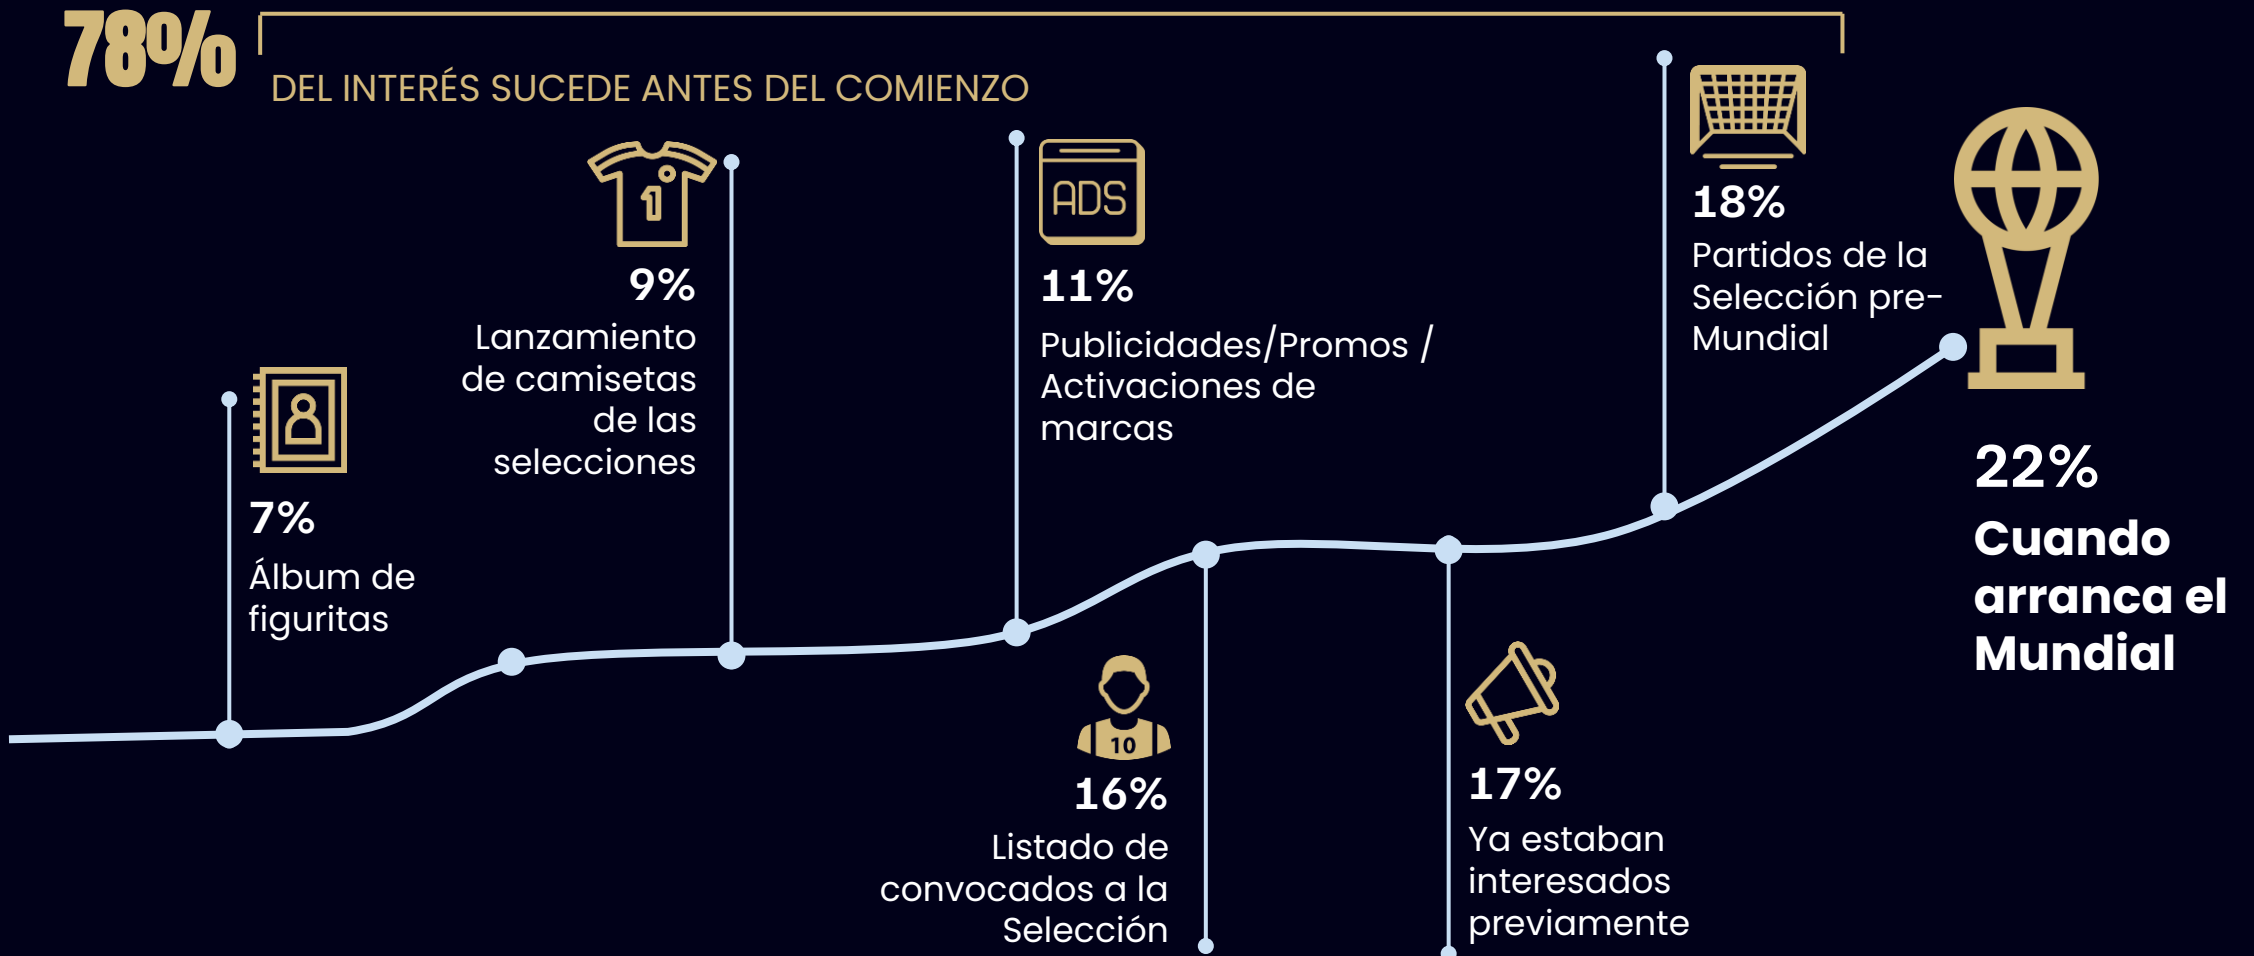 78%
DEL INTERÉS SUCEDE ANTES DEL COMIENZO
7%
Álbum de
figuritas
1
9%
Lanzamiento
de camisetas
de las
selecciones
ADS
11%
Publicidades/Promos /
Activaciones de
marcas
10
16%
Listado de
convocados a la
Selección
17%
Ya estaban
interesados
previamente
18%
Partidos de la
Selección pre-
Mundial
22%
Cuando
arranca el
Mundial